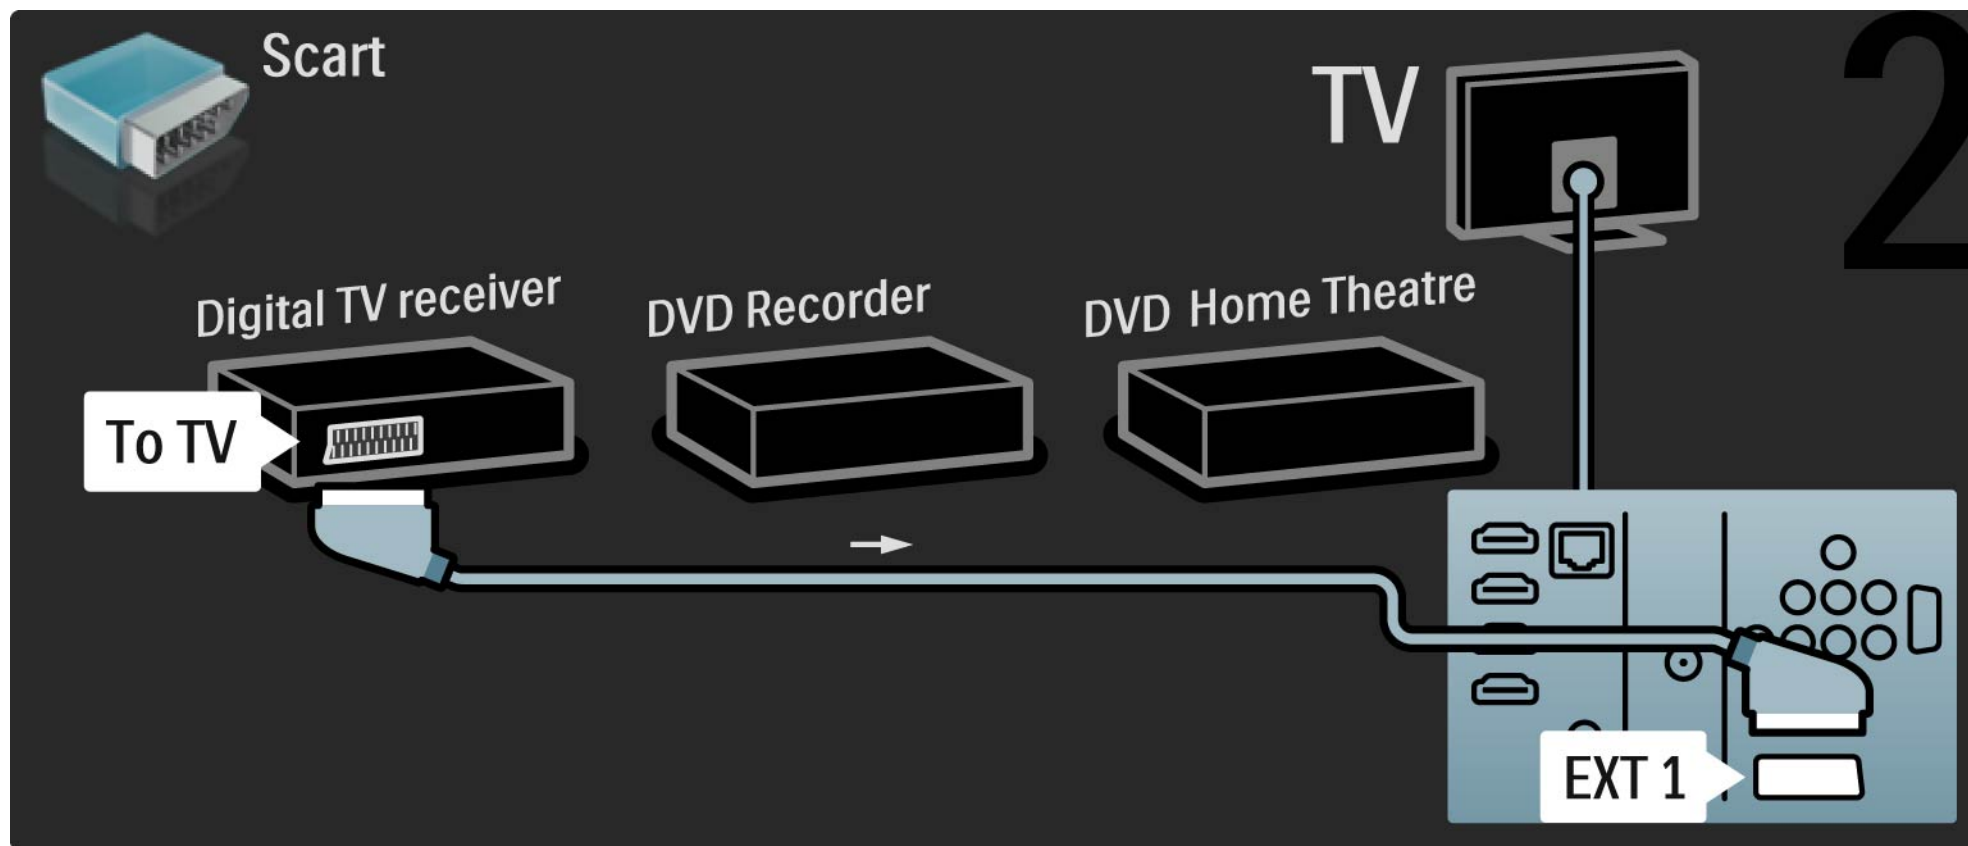 Scart
TV
2
Digital TV receiver
DVD Recorder
DVD Home Theatre
To TV
EXT 1